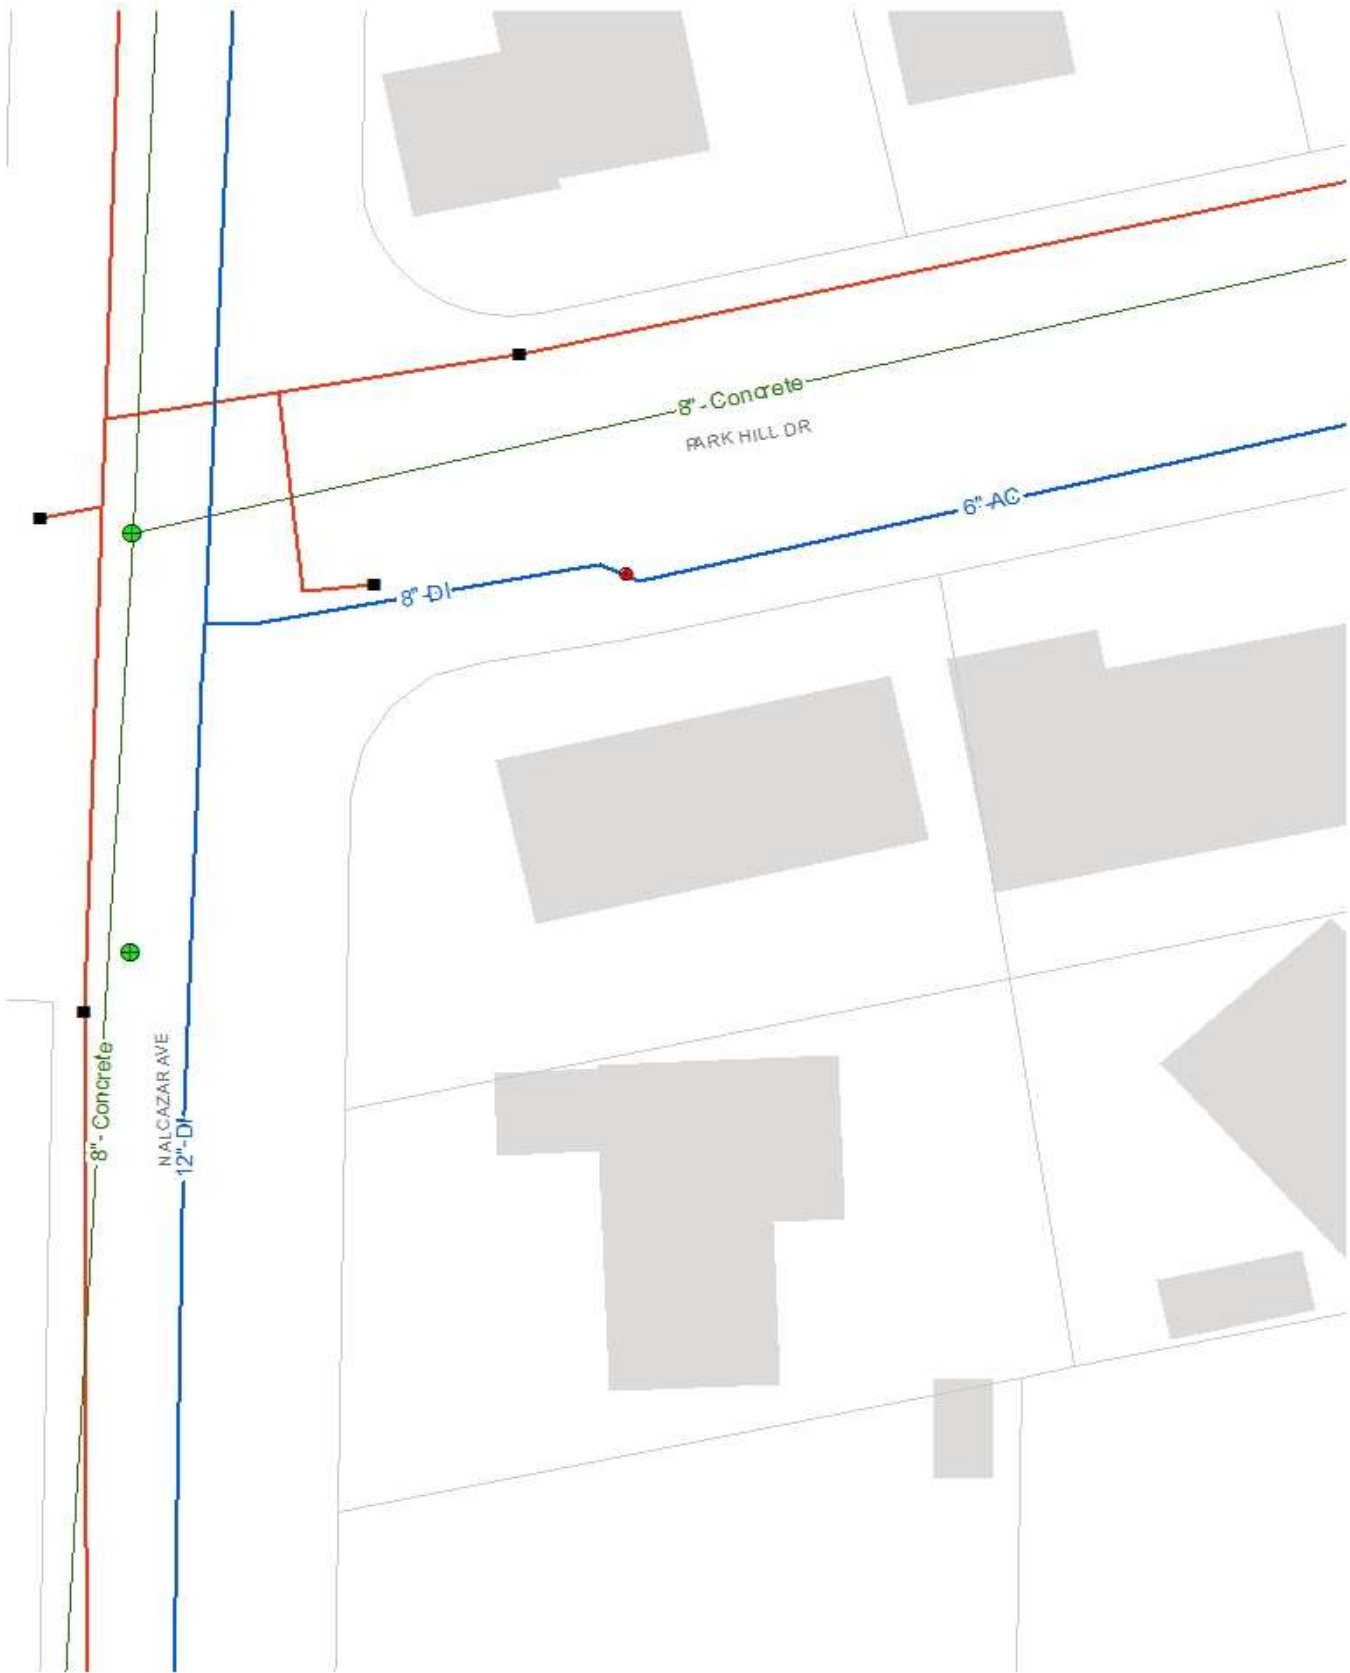 8"- Concrete
PARK HILL DR
6"-AC
8"-DI
8"- Concrete
N ALCAZAR AVE
12"-DI